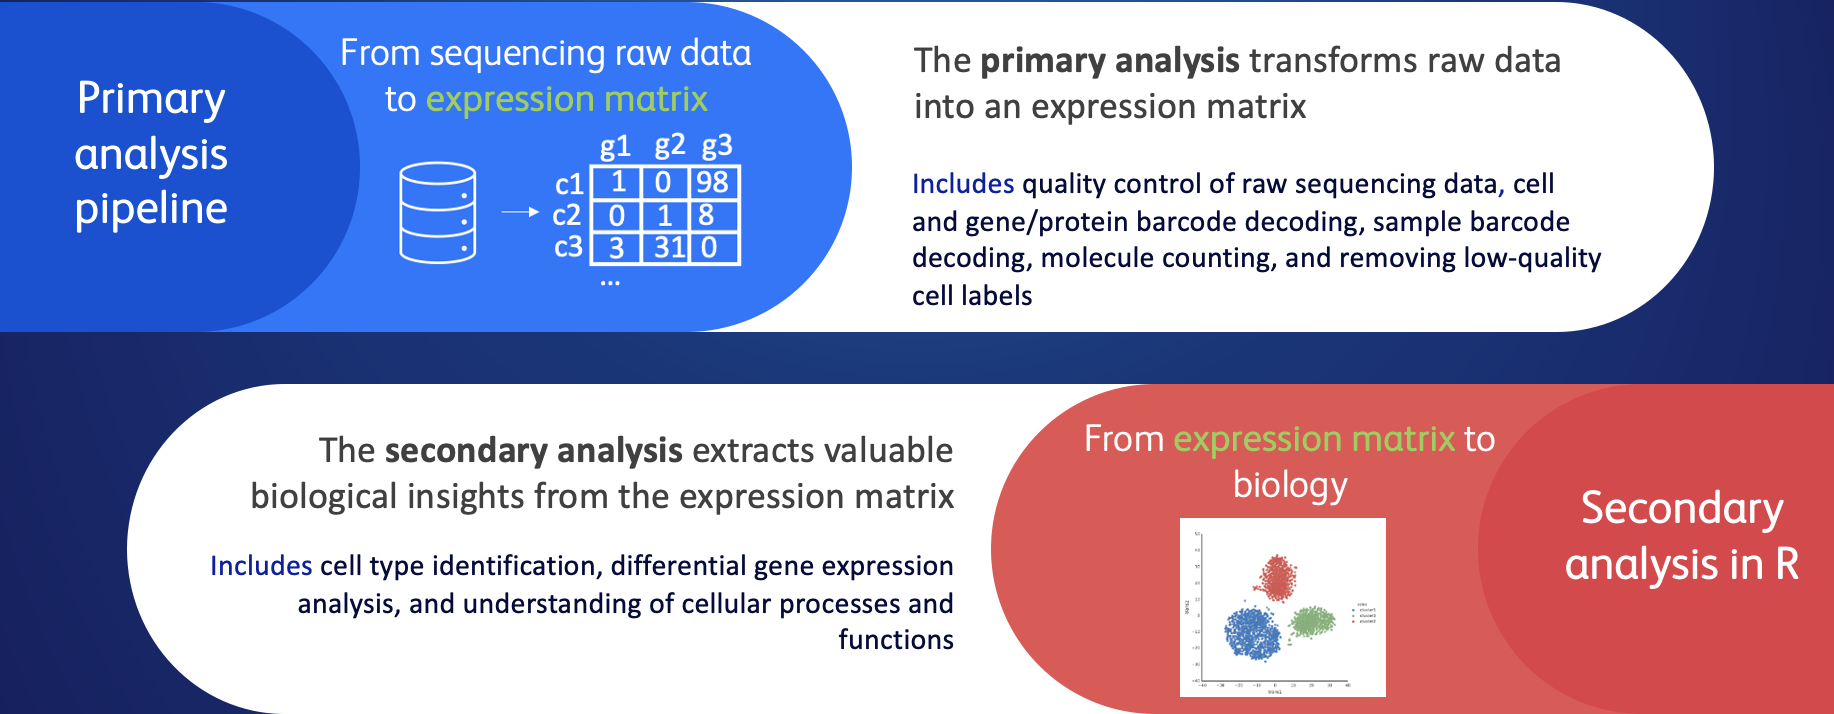 Primary
analysis
pipeline
From sequencing raw data
to expression matrix
g1 g2 g3
c1 1 0 98
c2 0 1 8
c3 3 31 0
...
The primary analysis transforms raw data
into an expression matrix
Includes quality control of raw sequencing data, cell
and gene/protein barcode decoding, sample barcode
decoding, molecule counting, and removing low-quality
cell labels
The secondary analysis extracts valuable
biological insights from the expression matrix
Includes cell type identification, differential gene expression
analysis, and understanding of cellular processes and
functions
From expression matrix to
biology
Secondary
analysis in R